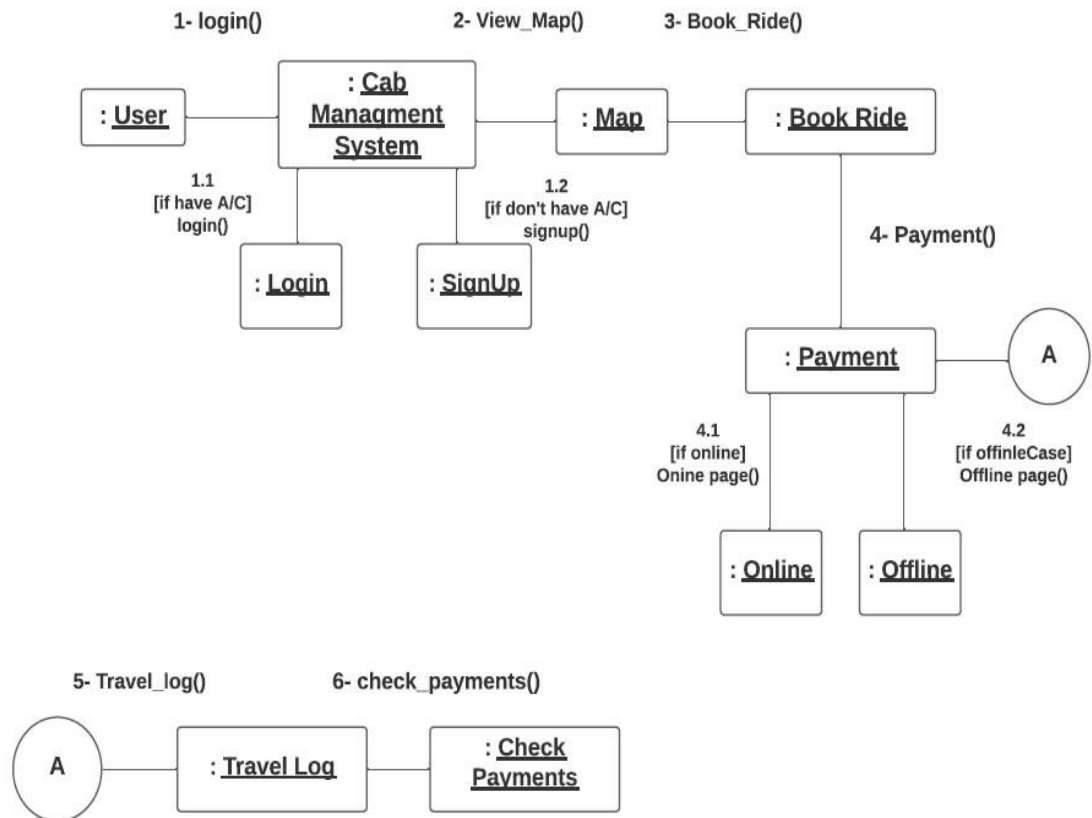 1- login()
2- View_Map()
3- Book_Ride()
: User
: Cab
Managment
System
: Map
: Book Ride
1.1
[if have A/C]
login()
1.2
[if don't have A/C]
signup()
4- Payment()
: Login
: SignUp
: Payment
A
4.1
[if online]
Onine page()
4.2
[if offinleCase]
Offline page()
: Online
: Offline
5- Travel_log()
6- check_payments()
A
: Travel Log
: Check
Payments